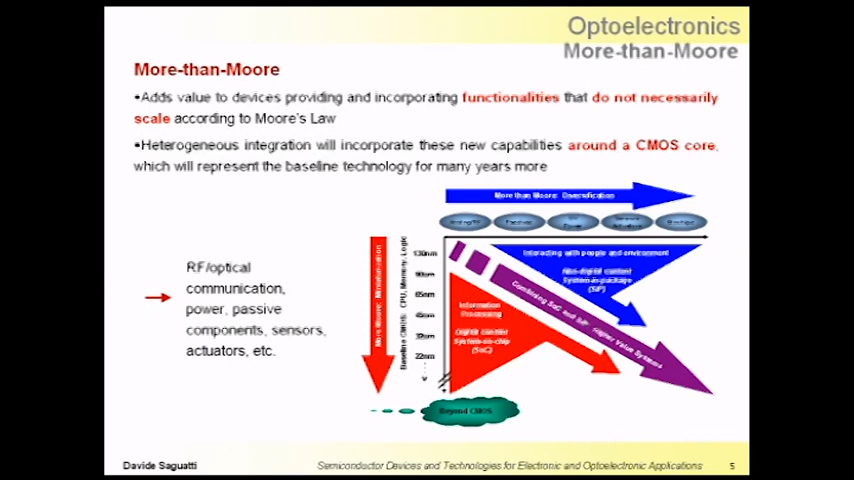 Optoelectronics
More-than-Moore
More-than-Moore
•Adds value to devices providing and incorporating functionalities that do not necessarily
scale according to Moore's Law
•Heterogeneous integration will incorporate these new capabilities around a CMOS core,
which will represent the baseline technology for many years more
More than Moore: Diversification
Analog/RF
Passives
Biochips
RF/optical
communication,
power, passive
components, sensors,
actuators, etc.
More Moore: Miniaturization
Baseline CMOS: CPU, Memory, Logic
130nm
90nm
65nm
45nm
32nm
22nm
V
Interacting with people and environment
Non-digital content
System-in-package
(SiP)
Combining SoC and SiP: Higher Value Systems
Information
Processing
Digital content
System-on-chip
(SoC)
Beyond CMOS
Davide Saguatti
Semiconductor Devices and Technologies for Electronic and Optoelectronic Applications
5